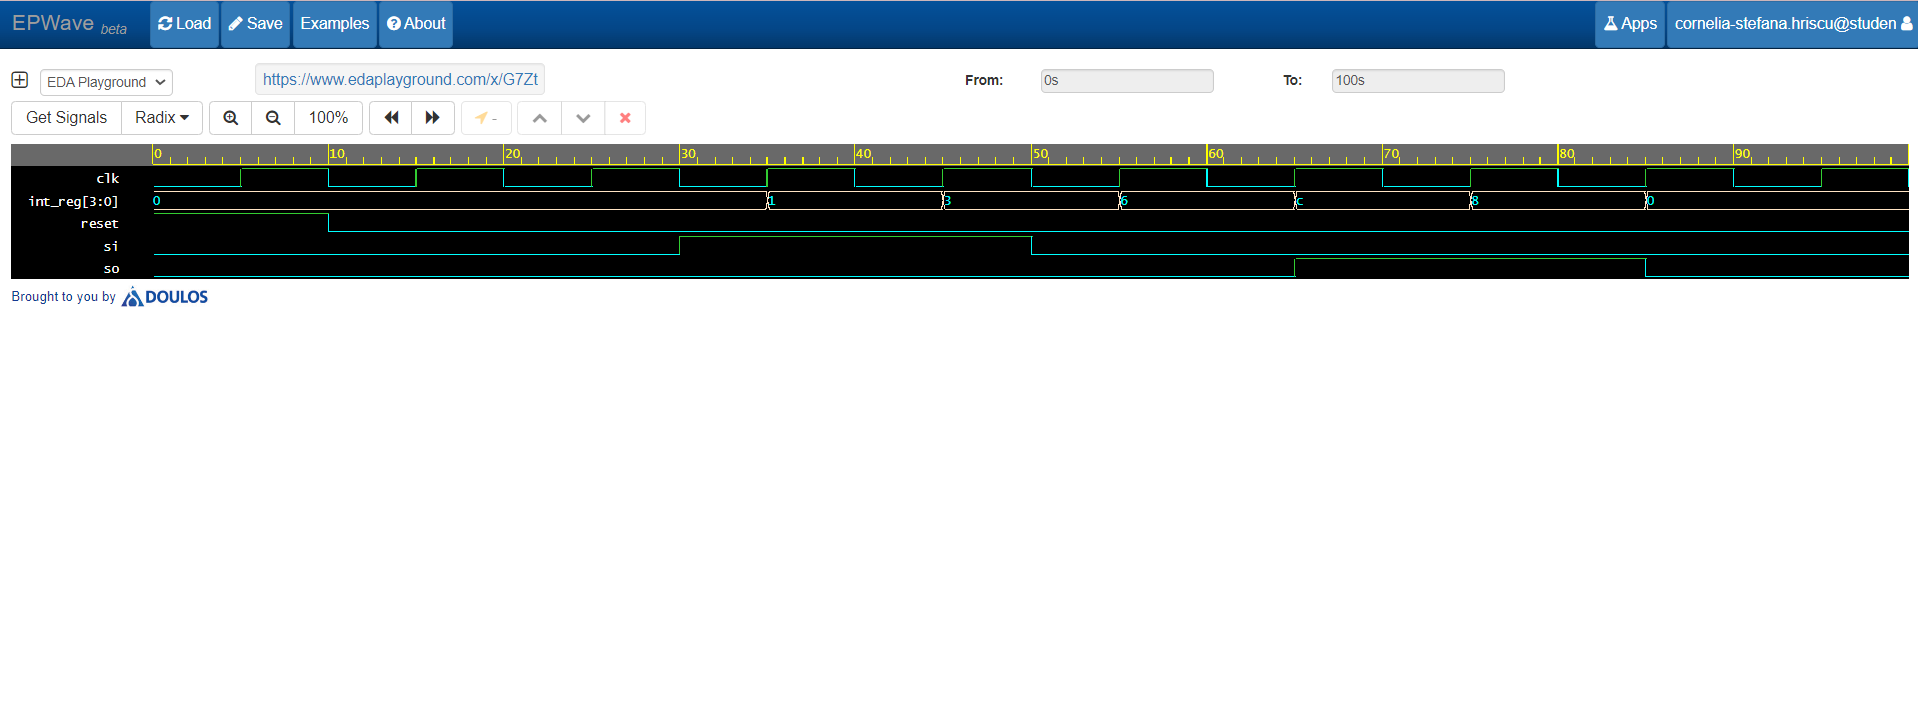 EPWave beta Load Save Examples About Apps cornelia-stefana.hriscu@studen
EDA Playground https://www.edaplayground.com/x/G7Zt From: 0s To: 100s
Get Signals Radix 100% -
0 10 20 30 40 50 60 70 80 90
clk
int_reg[3:0] 0 1 3 6 c 8 0
reset
si
so
Brought to you by DOULOS